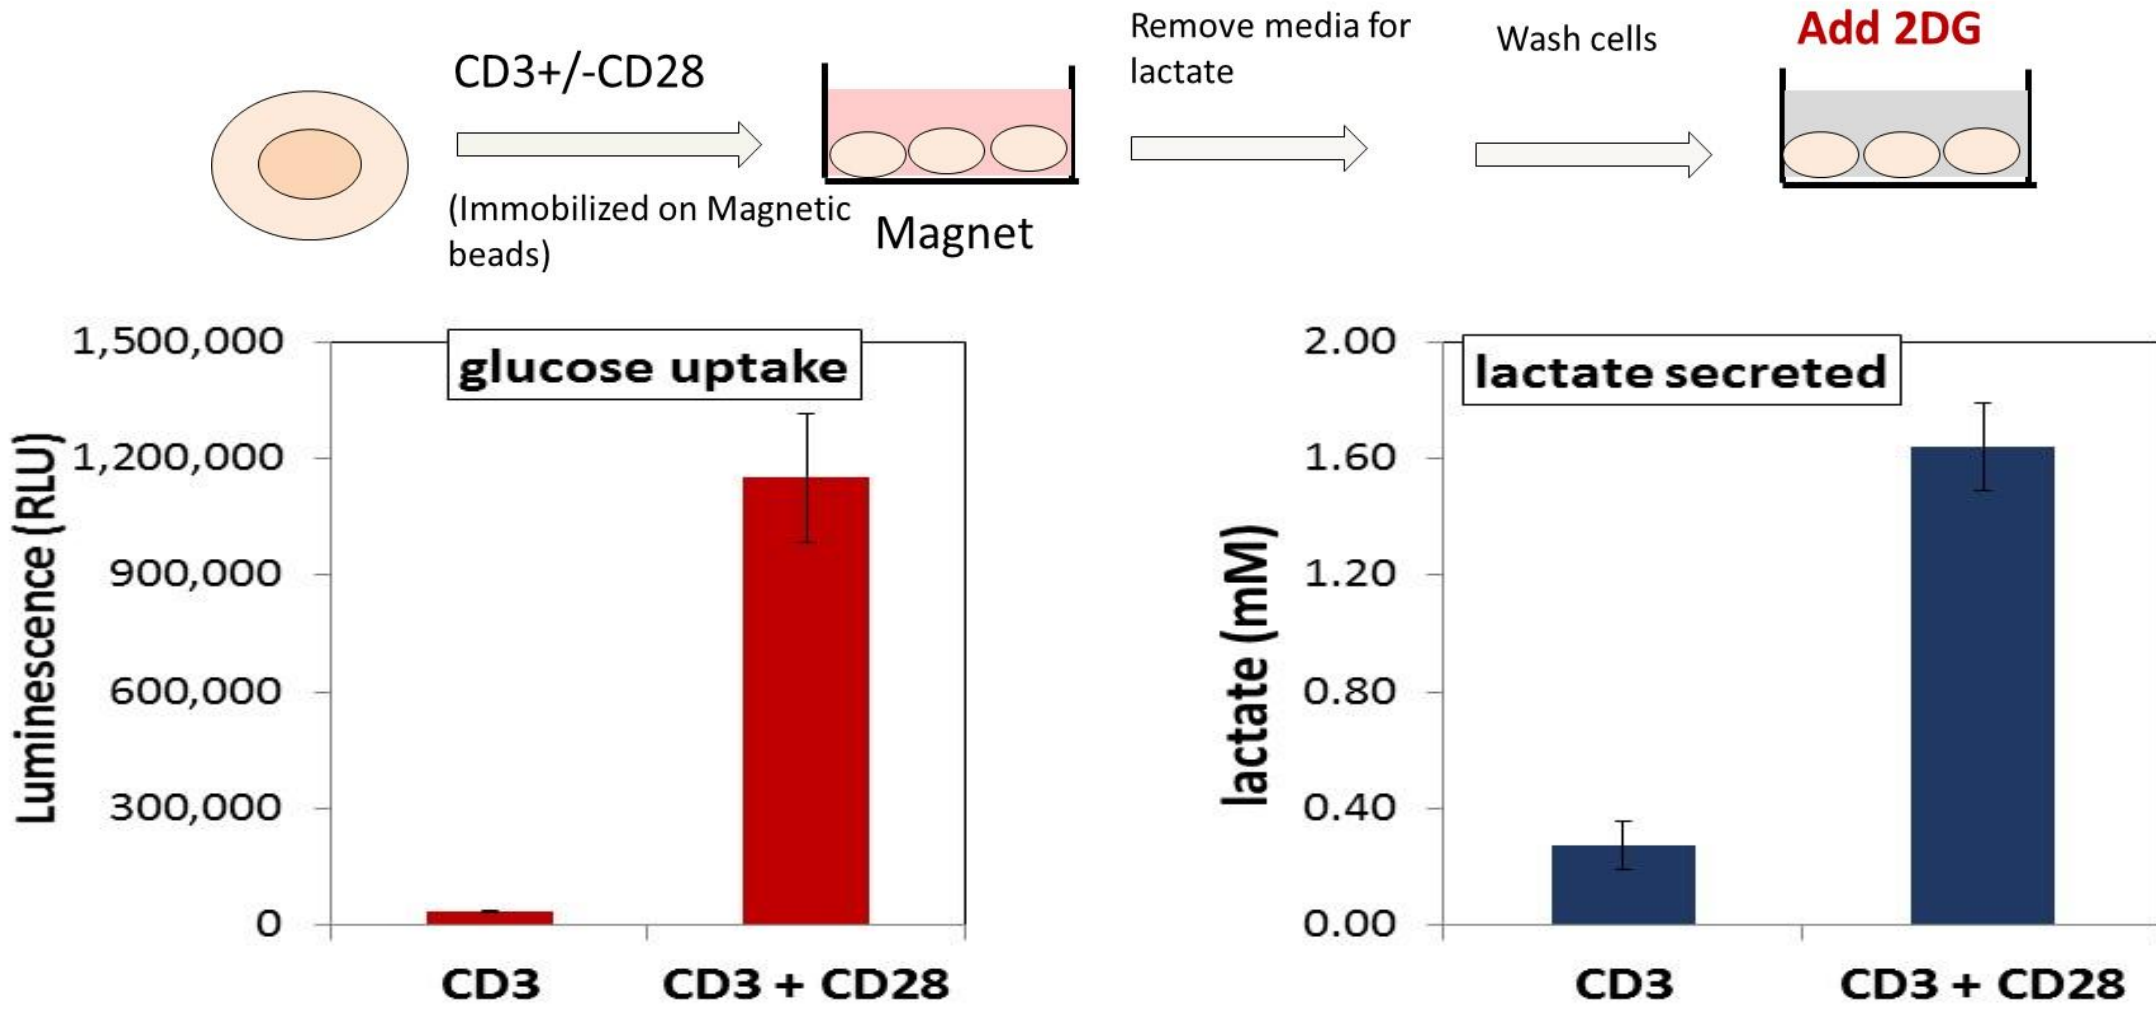 CD3+/-CD28
(Immobilized on Magnetic
beads)
Magnet
Remove media for
lactate
Wash cells
Add 2DG
glucose uptake
Luminescence (RLU)
1,500,000
1,200,000
900,000
600,000
300,000
0
CD3
CD3 + CD28
lactate secreted
lactate (mM)
2.00
1.60
1.20
0.80
0.40
0.00
CD3
CD3 + CD28